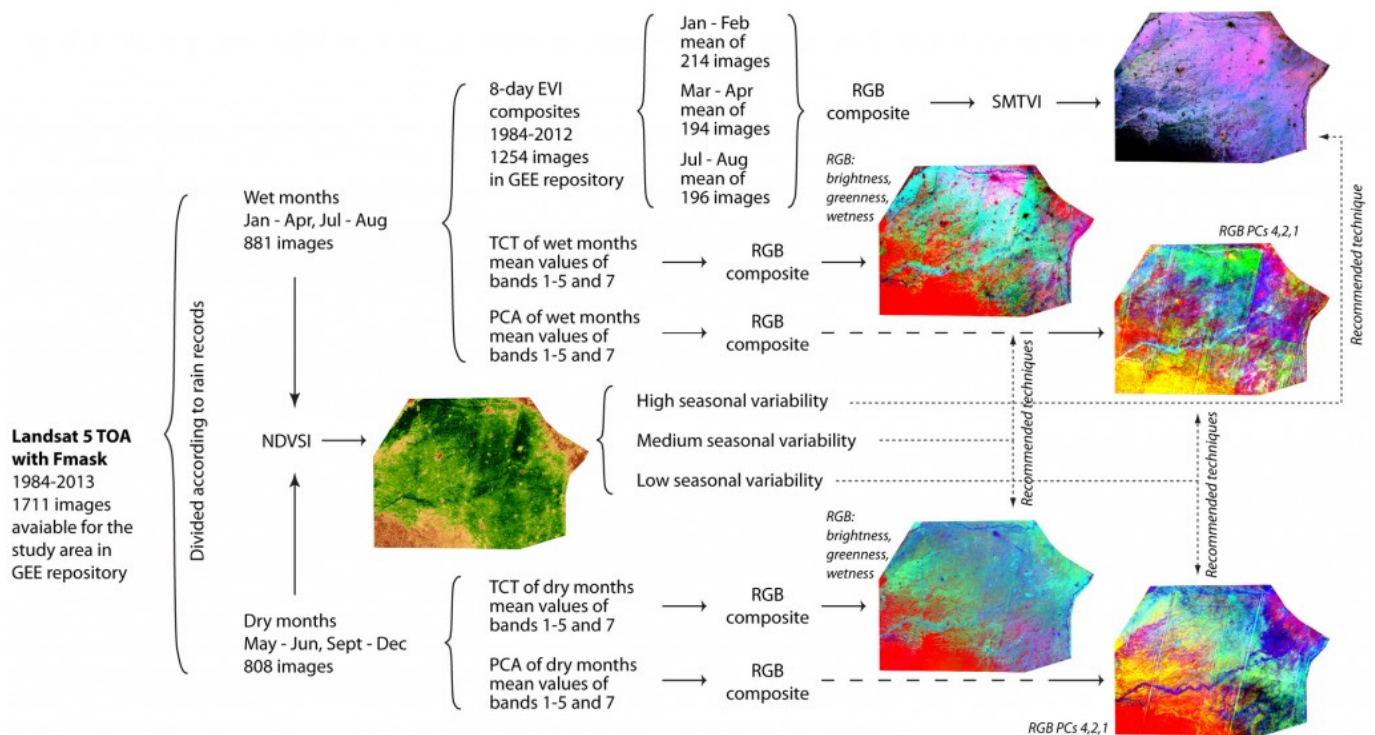 Landsat 5 TOA
with Fmask
1984-2013
1711 images
avaiable for the
study area in
GEE repository
Divided according to rain records
Wet months
Jan - Apr, Jul - Aug
881 images
NDVSI
Dry months
May - Jun, Sept - Dec
808 images
8-day EVI
composites
1984-2012
1254 images
in GEE repository
Jan - Feb
mean of
214 images
Mar - Apr
mean of
194 images
Jul - Aug
mean of
196 images
RGB
composite
SMTVI
TCT of wet months
mean values of
bands 1-5 and 7
RGB
composite
RGB:
brightness,
greenness,
wetness
PCA of wet months
mean values of
bands 1-5 and 7
RGB
composite
RGB PCs 4,2,1
High seasonal variability
Medium seasonal variability
Low seasonal variability
Recommended technique
Recommended techniques
Recommended techniques
TCT of dry months
mean values of
bands 1-5 and 7
RGB
composite
RGB:
brightness,
greenness,
wetness
PCA of dry months
mean values of
bands 1-5 and 7
RGB
composite
RGB PCs 4,2,1